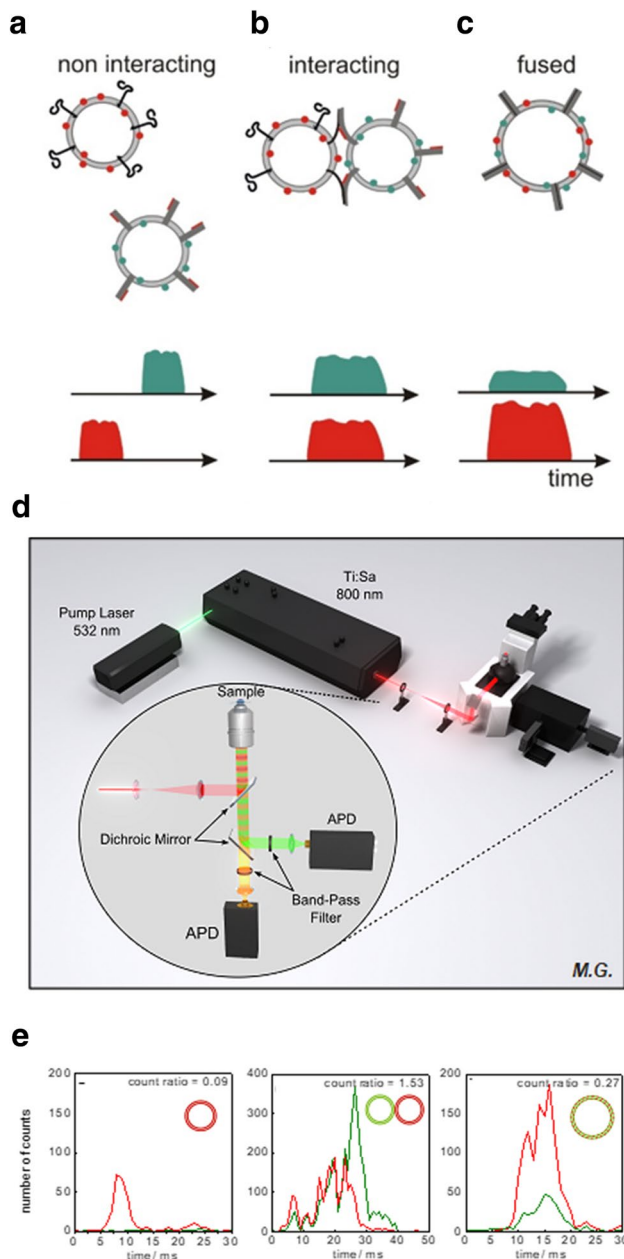 a
b
c
non interacting
interacting
fused
time
d
Pump Laser
532 nm
Ti:Sa
800 nm
Sample
Dichroic Mirror
APD
Band-Pass
Filter
APD
M.G.
e
number of counts
200
150
100
50
0
count ratio = 0.09
0 5 10 15 20 25 30
time / ms
400
300
200
100
0
count ratio = 1.53
0 10 20 30 40 50
time / ms
200
150
100
50
0
count ratio = 0.27
0 5 10 15 20 25 30
time / ms